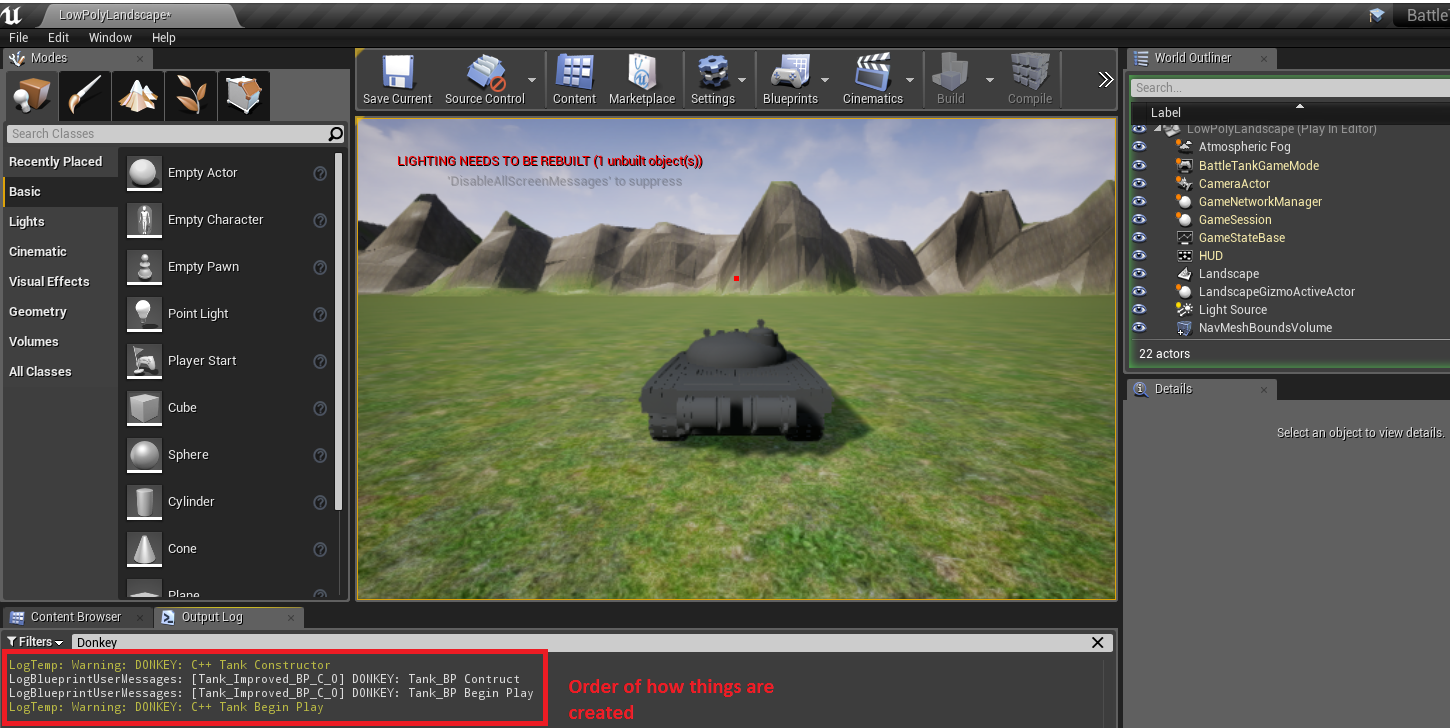 LowPolyLandscape*
BattleT
File Edit Window Help
Modes
Search Classes
Recently Placed
Basic
Lights
Cinematic
Visual Effects
Geometry
Volumes
All Classes
Empty Actor
Empty Character
Empty Pawn
Point Light
Player Start
Cube
Sphere
Cylinder
Cone
Plane
Save Current
Source Control
Content
Marketplace
Settings
Blueprints
Cinematics
Build
Compile
LIGHTING NEEDS TO BE REBUILT (1 unbuilt object(s))
'DisableAllScreenMessages' to suppress
World Outliner
Search...
Label
LowPolyLandscape (Play In Editor)
Atmospheric Fog
BattleTankGameMode
CameraActor
GameNetworkManager
GameSession
GameStateBase
HUD
Landscape
LandscapeGizmoActiveActor
Light Source
NavMeshBoundsVolume
22 actors
Details
Select an object to view details.
Content Browser
Output Log
Filters
Donkey
LogTemp: Warning: DONKEY: C++ Tank Constructor
LogBlueprintUserMessages: [Tank_Improved_BP_C_0] DONKEY: Tank_BP Contruct
LogBlueprintUserMessages: [Tank_Improved_BP_C_0] DONKEY: Tank_BP Begin Play
LogTemp: Warning: DONKEY: C++ Tank Begin Play
Order of how things are
created